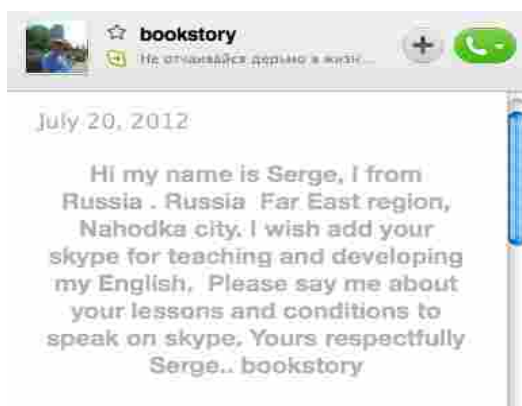 bookstory
Не отчаивайся дерьмо в жизн...
July 20, 2012
Hi my name is Serge, I from
Russia . Russia  Far East region,
Nahodka city. I wish add your
skype for teaching and developing
my English.  Please say me about
your lessons and conditions to
speak on skype. Yours respectfully
Serge.. bookstory